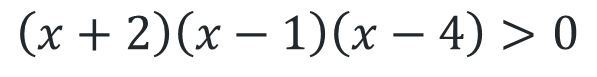 (x + 2)(x − 1)(x − 4) > 0